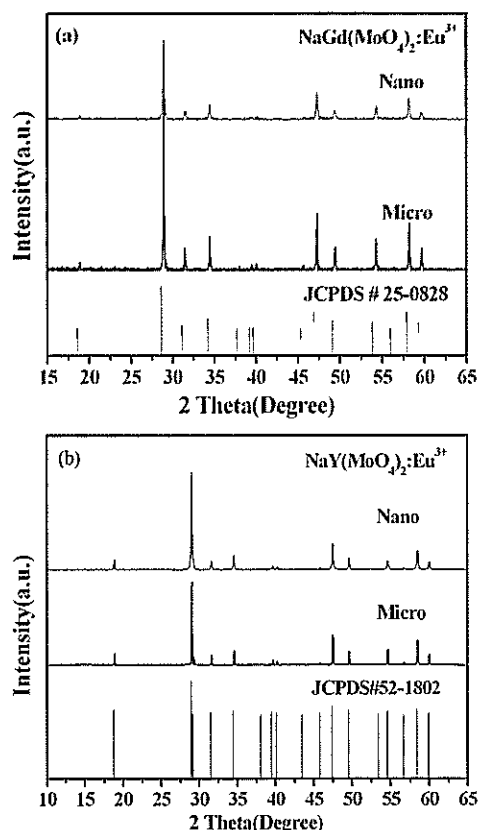 (a) NaGd(MoO₄)₂:Eu³⁺
Nano
Micro
JCPDS # 25-0828
Intensity(a.u.)
15 20 25 30 35 40 45 50 55 60 65
2 Theta(Degree)
(b) NaY(MoO₄)₂:Eu³⁺
Nano
Micro
JCPDS#52-1802
Intensity(a.u.)
10 15 20 25 30 35 40 45 50 55 60 65
2 Theta(Degree)